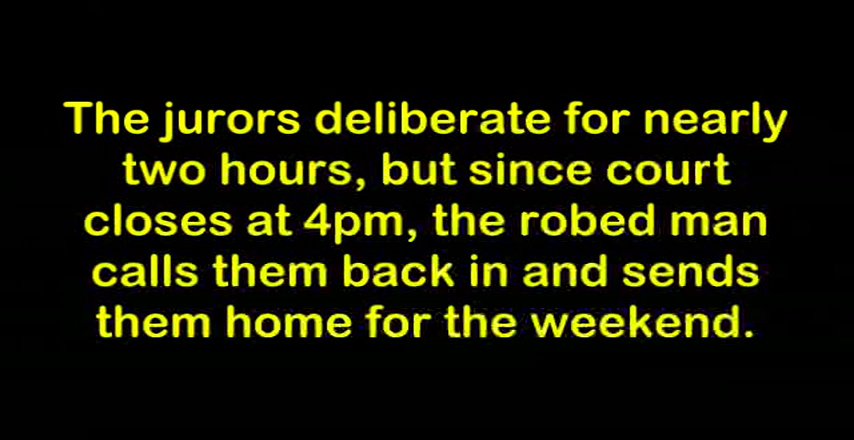 The jurors deliberate for nearly
two hours, but since court
closes at 4pm, the robed man
calls them back in and sends
them home for the weekend.